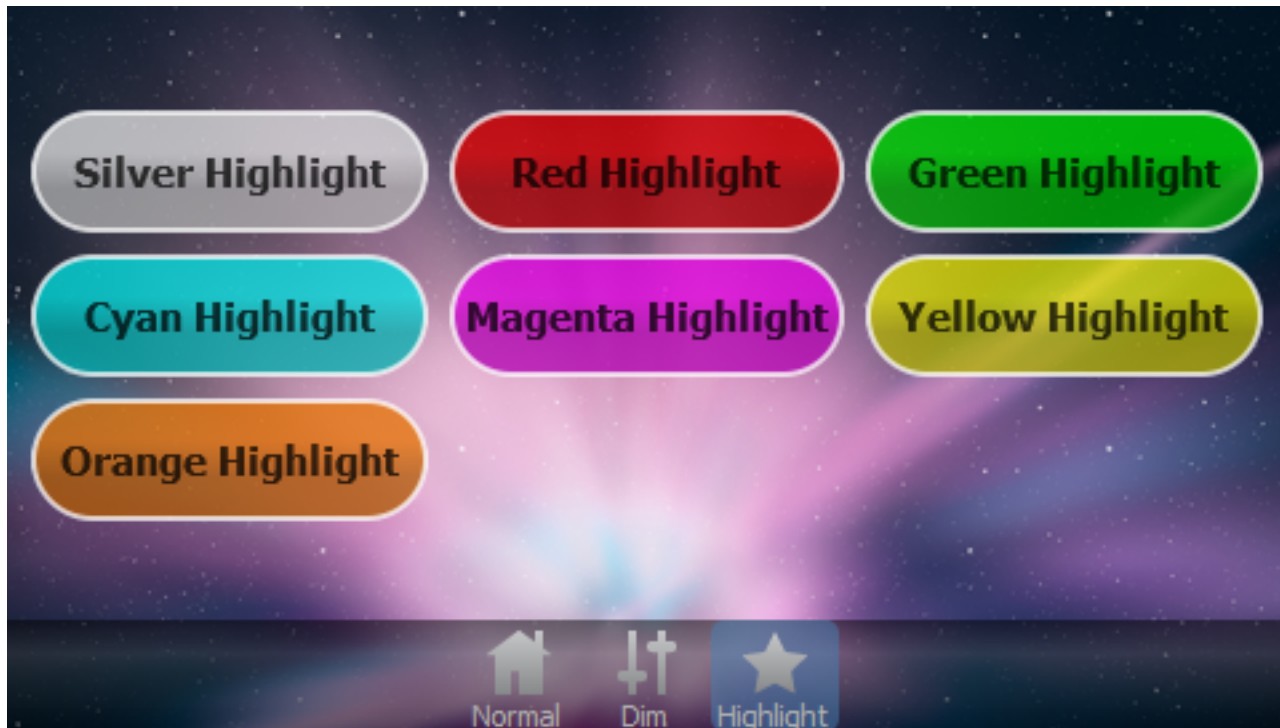 Silver Highlight
Red Highlight
Green Highlight
Cyan Highlight
Magenta Highlight
Yellow Highlight
Orange Highlight
Normal
Dim
Highlight